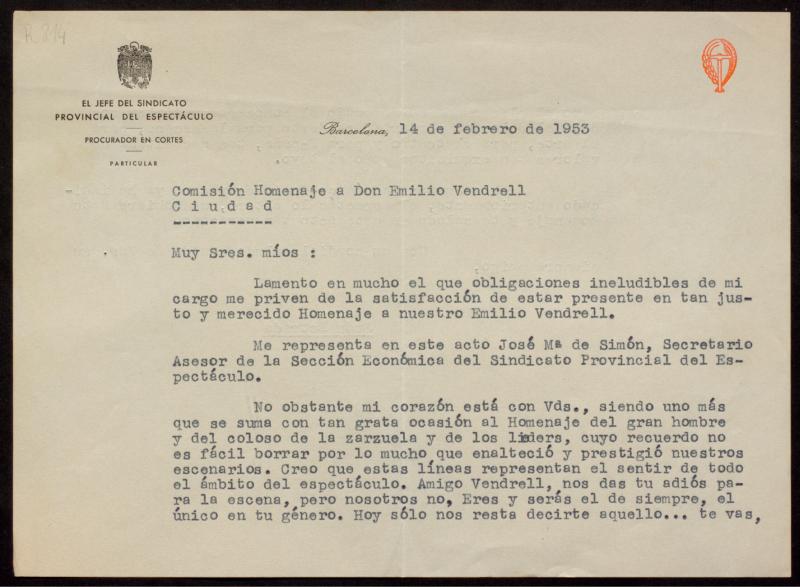 R 814
EL JEFE DEL SINDICATO
PROVINCIAL DEL ESPECTÁCULO
PROCURADOR EN CORTES
PARTICULAR
Barcelona, 14 de febrero de 1953
Comisión Homenaje a Don Emilio Vendrell
C i u d a d
-----------
Muy Sres. míos :
Lamento en mucho el que obligaciones ineludibles de mi
cargo me priven de la satisfacción de estar presente en tan jus-
to y merecido Homenaje a nuestro Emilio Vendrell.
Me representa en este acto José Mª de Simón, Secretario
Asesor de la Sección Económica del Sindicato Provincial del Es-
pectáculo.
No obstante mi corazón está con Vds., siendo uno más
que se suma con tan grata ocasión al Homenaje del gran hombre
y del coloso de la zarzuela y de los lieders, cuyo recuerdo no
es fácil borrar por lo mucho que enalteció y prestigió nuestros
escenarios. Creo que estas líneas representan el sentir de todo
el ámbito del espectáculo. Amigo Vendrell, nos das tu adiós pa-
ra la escena, pero nosotros no, Eres y serás el de siempre, el
único en tu género. Hoy sólo nos resta decirte aquello... te vas,